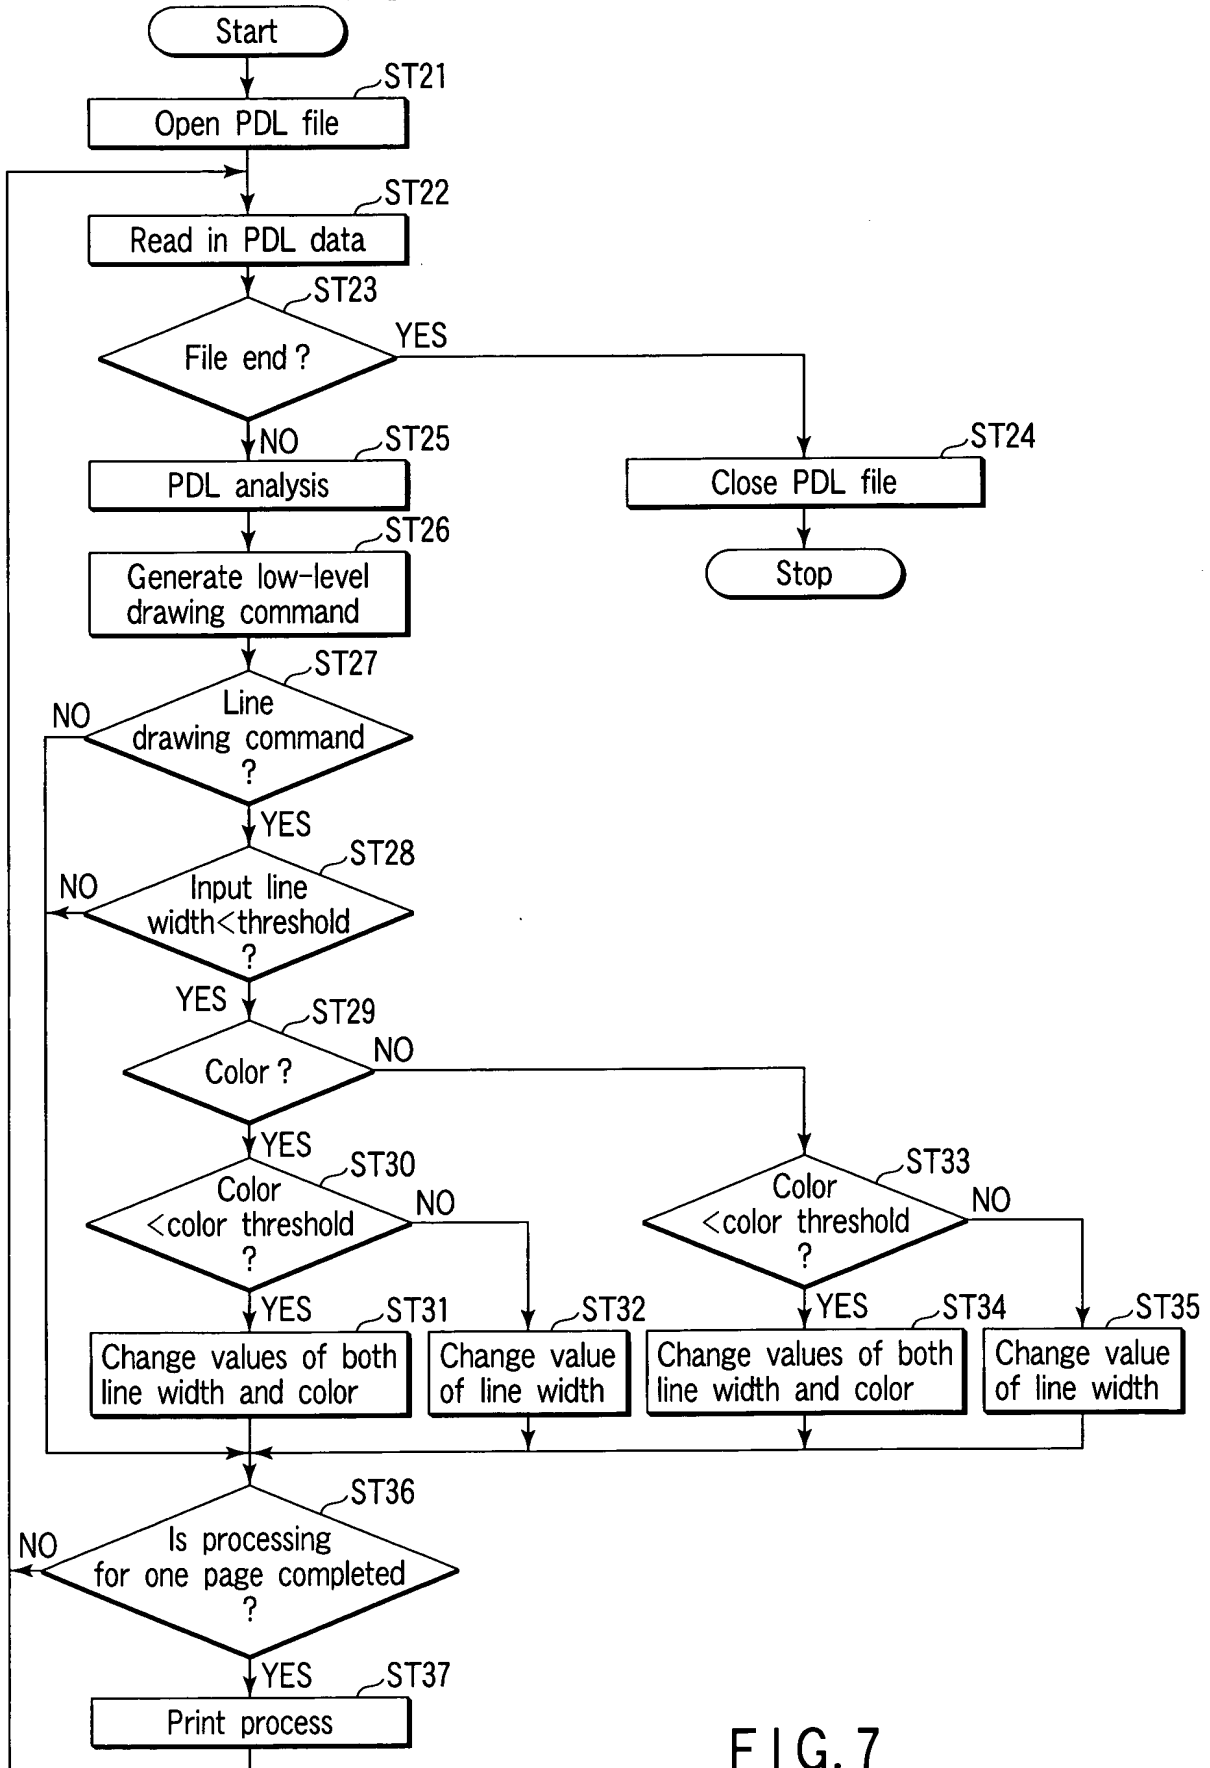 Start
ST21
Open PDL file
ST22
Read in PDL data
ST23
File end ?
YES
NO
ST25
PDL analysis
ST24
Close PDL file
Stop
ST26
Generate low-level
drawing command
ST27
Line
drawing command
?
NO
YES
ST28
Input line
width<threshold
?
NO
YES
ST29
Color ?
NO
YES
ST30
Color
<color threshold
?
NO
YES
ST33
Color
<color threshold
?
NO
YES
ST31
Change values of both
line width and color
ST32
Change value
of line width
ST34
Change values of both
line width and color
ST35
Change value
of line width
ST36
Is processing
for one page completed
?
NO
YES
ST37
Print process
FIG. 7